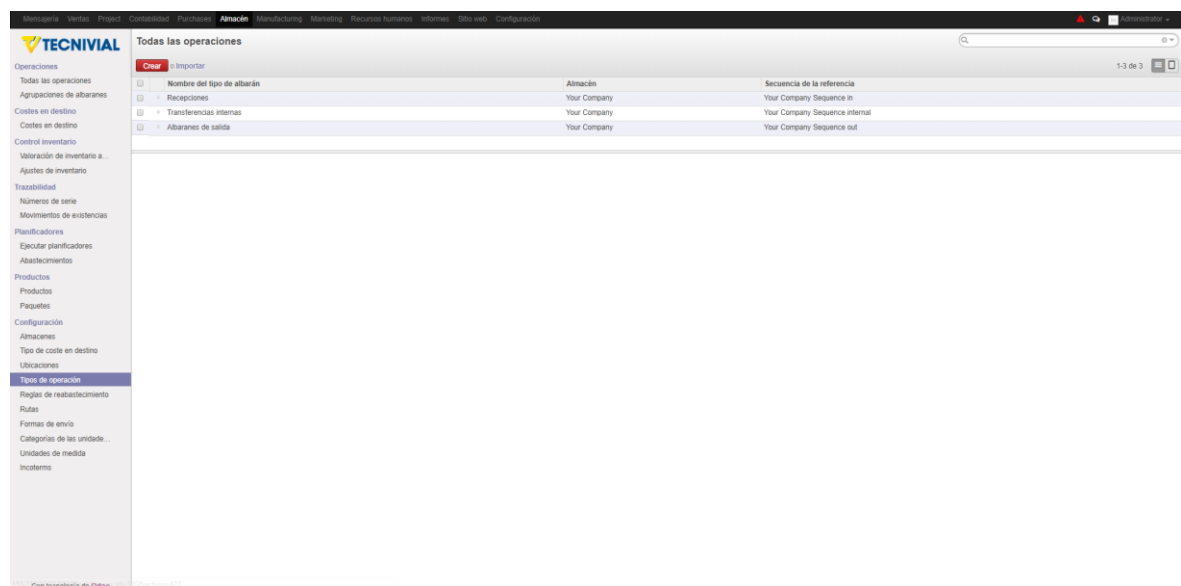 Mensajería Ventas Project Contabilidad Purchases Almacén Manufacturing Marketing Recursos humanos Informes Sitio web Configuración Administrator
TECNIVIAL
Todas las operaciones
Crear o Importar
1-3 de 3
Operaciones
Todas las operaciones
Agrupaciones de albaranes
Costes en destino
Costes en destino
Control inventario
Valoración de inventario a...
Ajustes de inventario
Trazabilidad
Números de serie
Movimientos de existencias
Planificadores
Ejecutar planificadores
Abastecimientos
Productos
Productos
Paquetes
Configuración
Almacenes
Tipo de coste en destino
Ubicaciones
Tipos de operación
Reglas de reabastecimiento
Rutas
Formas de envío
Categorías de las unidade...
Unidades de medida
Incoterms
Con tecnología de Odoo
Nombre del tipo de albarán Almacén Secuencia de la referencia
Recepciones Your Company Your Company Sequence in
Transferencias internas Your Company Your Company Sequence internal
Albaranes de salida Your Company Your Company Sequence out